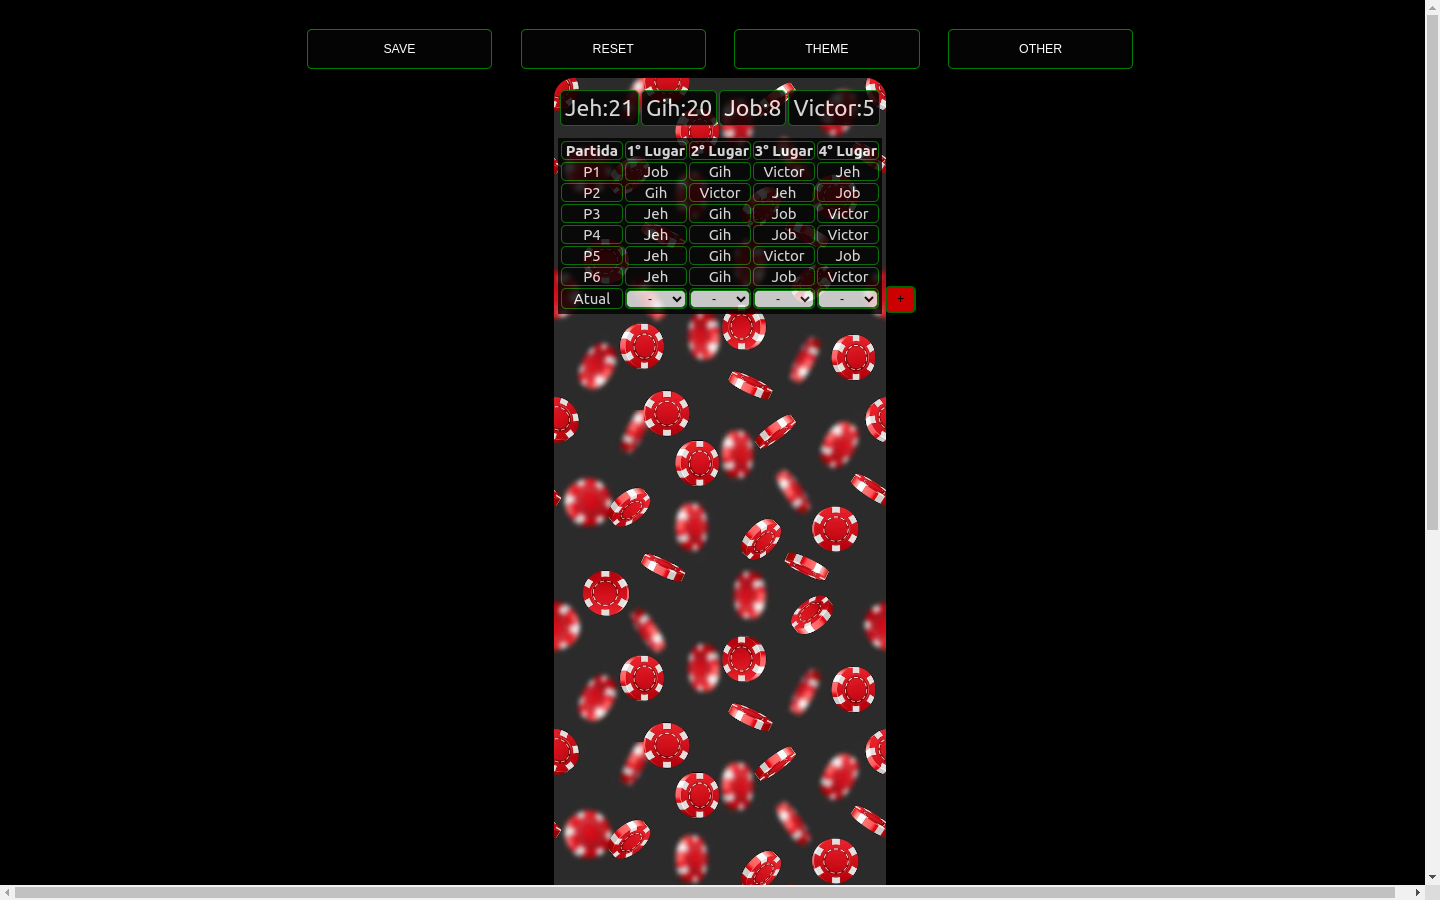 SAVE RESET THEME OTHER
Jeh:21 Gih:20 Job:8 Victor:5
Partida 1° Lugar 2° Lugar 3° Lugar 4° Lugar
P1 Job Gih Victor Jeh
P2 Gih Victor Jeh Job
P3 Jeh Gih Job Victor
P4 Jeh Gih Job Victor
P5 Jeh Gih Victor Job
P6 Jeh Gih Job Victor
Atual - - - - +